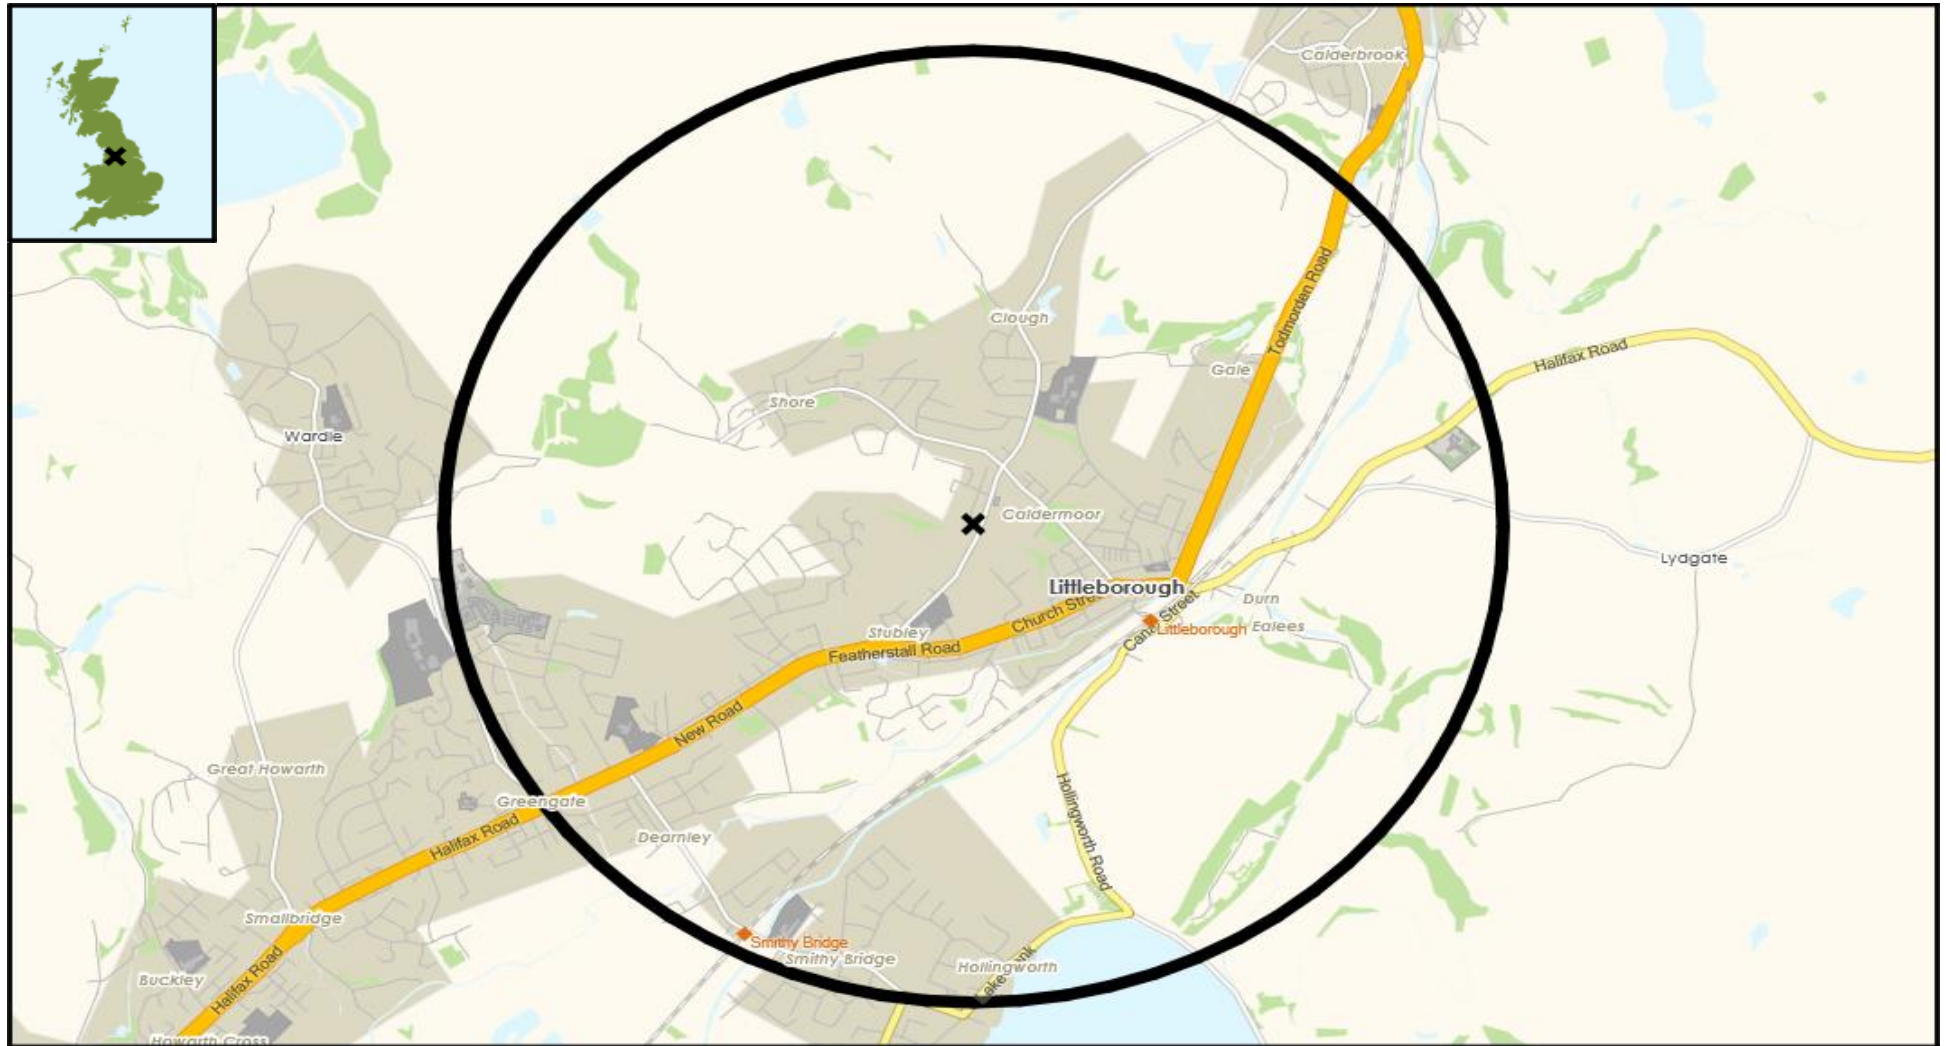 Calderbrook
Todmorden Road
Clough
Halifax Road
Gale
Shore
Wardle
Caldermoor
Lydgate
Littleborough
Church Stre
Canal Street
Durn
Ealees
Littleborough
Stubley
Featherstall Road
New Road
Great Howarth
Greengate
Hollingworth Road
Halifax Road
Dearnley
Smallbridge
Smithy Bridge
Smithy Bridge
Hollingworth
Buckley
Halifax Road
Howarth Cross